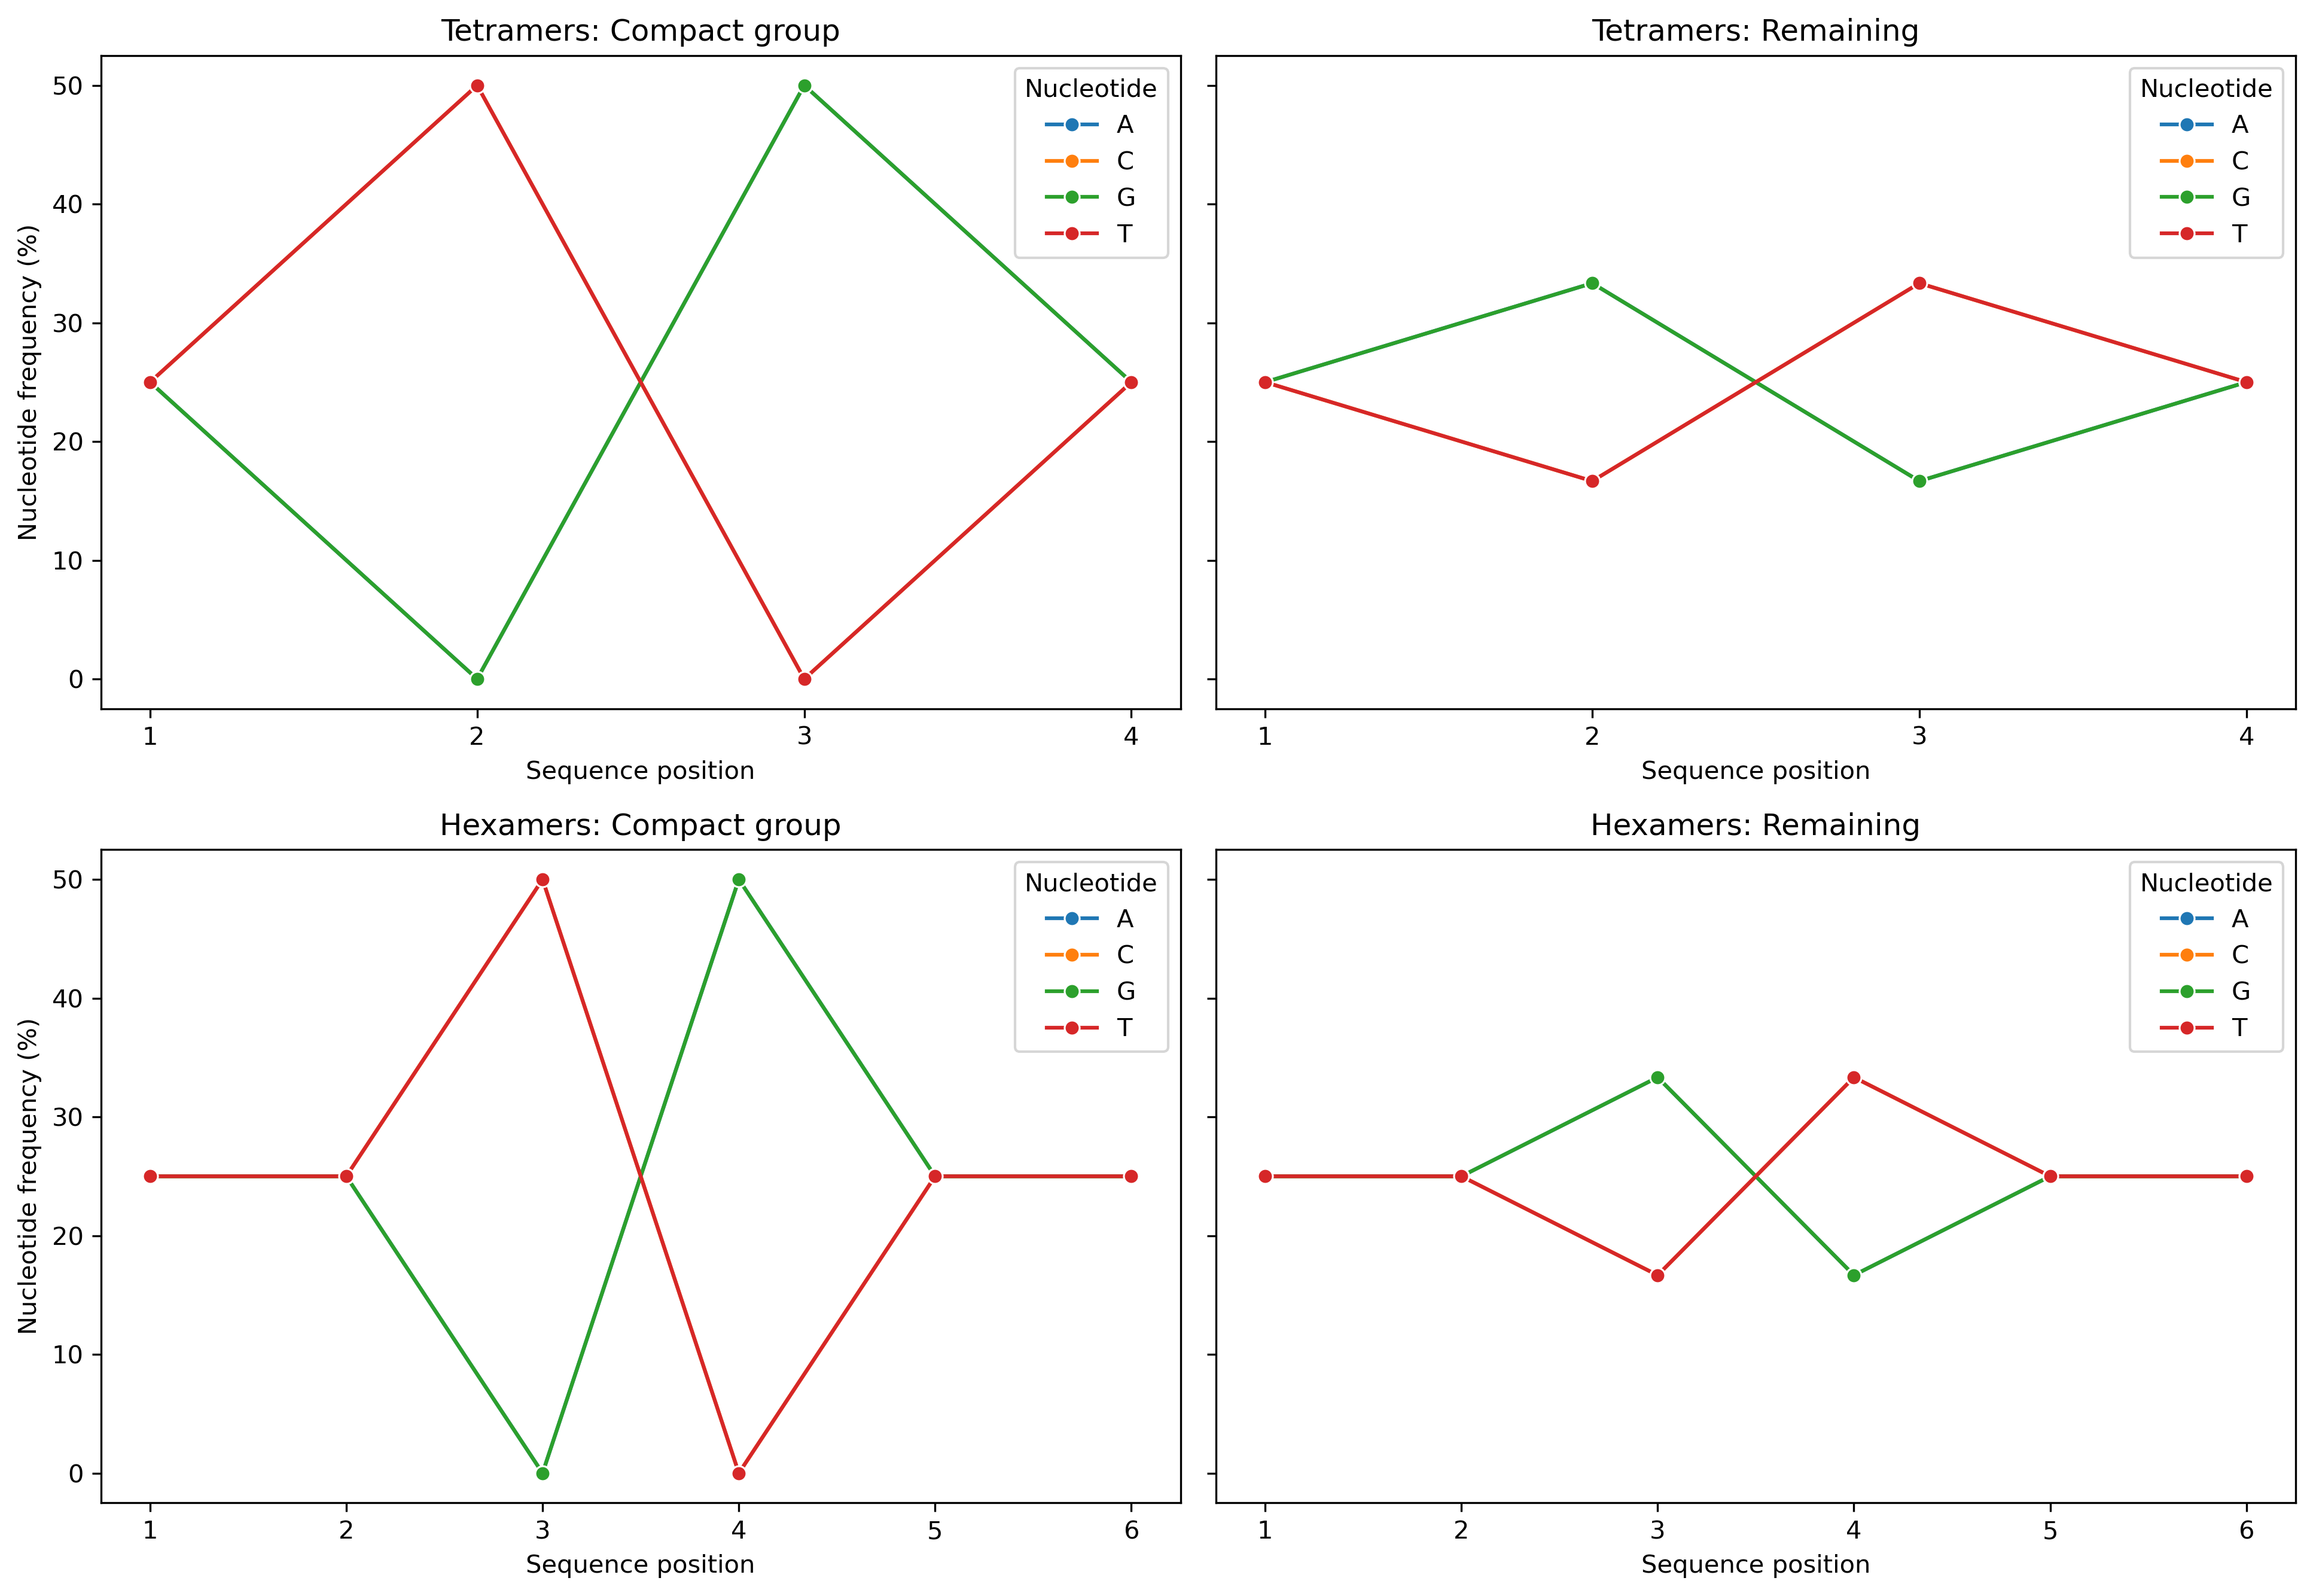 Tetramers: Compact group
Nucleotide frequency (%)
50
40
30
20
10
0
Nucleotide
A
C
G
T
1 2 3 4
Sequence position
Tetramers: Remaining
Nucleotide
A
C
G
T
1 2 3 4
Sequence position
Hexamers: Compact group
Nucleotide frequency (%)
50
40
30
20
10
0
Nucleotide
A
C
G
T
1 2 3 4 5 6
Sequence position
Hexamers: Remaining
Nucleotide
A
C
G
T
1 2 3 4 5 6
Sequence position